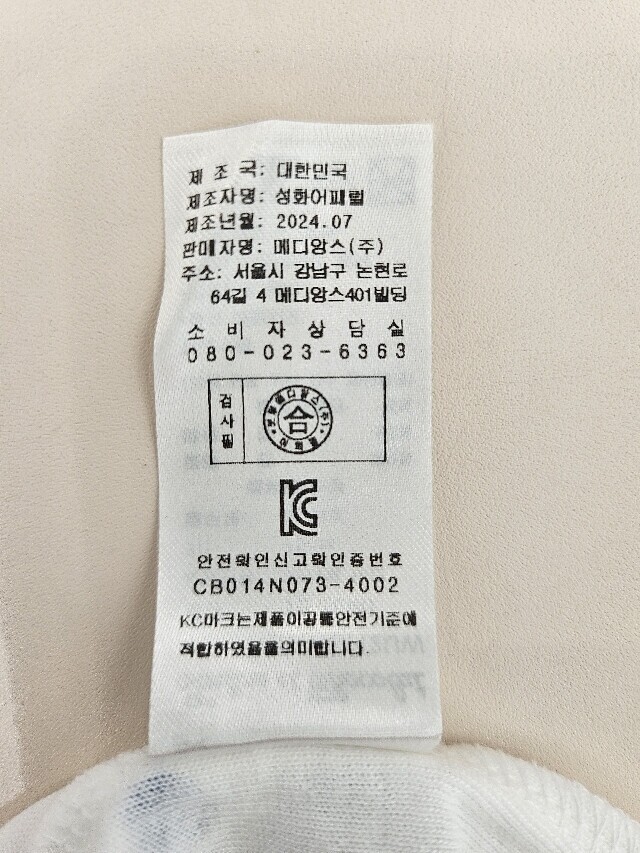 제 조 국: 대한민국
제조자명: 성화어패럴
제조년월: 2024.07
판매자명: 메디앙스(주)
주소: 서울시 강남구 논현로
64길 4 메디앙스401빌딩
소 비 자 상 담 실
080-023-6363
검사필
합
KC
안전확인신고확인증번호
CB014N073-4002
KC마크는제품이공통안전기준에
적합하였음을의미합니다.